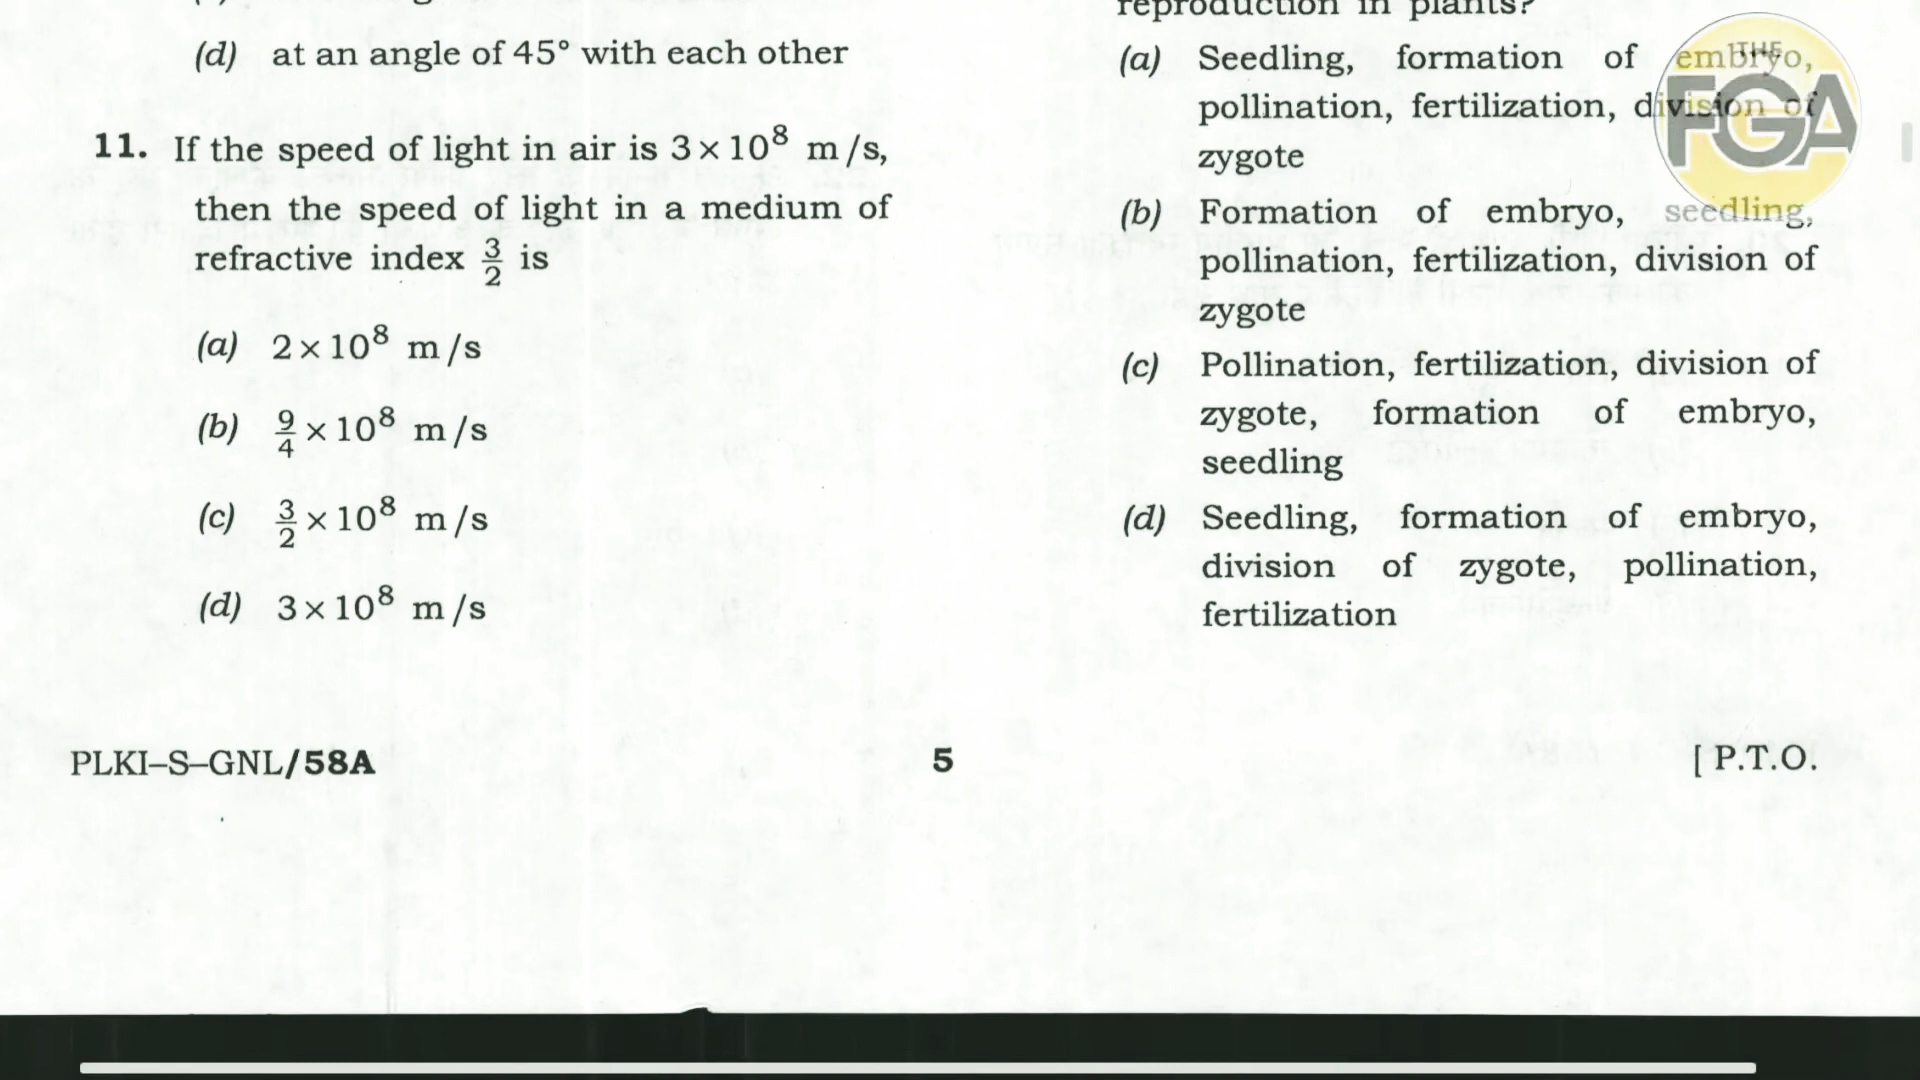 (d) at an angle of 45° with each other
11. If the speed of light in air is 3×10⁸ m/s,
then the speed of light in a medium of
refractive index 3/2 is
(a) 2×10⁸ m/s
(b) 9/4 ×10⁸ m/s
(c) 3/2 ×10⁸ m/s
(d) 3×10⁸ m/s
reproduction in plants?
(a) Seedling, formation of embryo,
pollination, fertilization, division of
zygote
(b) Formation of embryo, seedling,
pollination, fertilization, division of
zygote
(c) Pollination, fertilization, division of
zygote, formation of embryo,
seedling
(d) Seedling, formation of embryo,
division of zygote, pollination,
fertilization
THE
FGA
PLKI–S–GNL/58A
5
[ P.T.O.